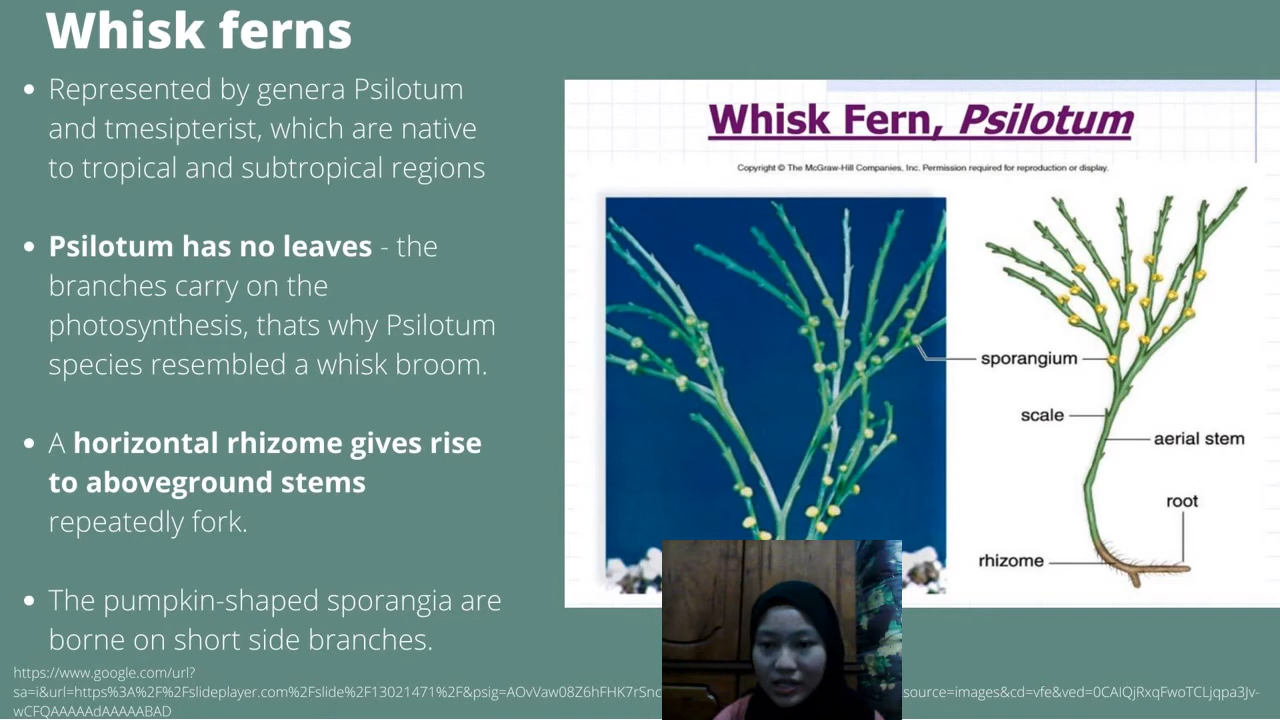 Whisk ferns
Represented by genera Psilotum
and tmesipterist, which are native
to tropical and subtropical regions
Psilotum has no leaves - the
branches carry on the
photosynthesis, thats why Psilotum
species resembled a whisk broom.
A horizontal rhizome gives rise
to aboveground stems
repeatedly fork.
The pumpkin-shaped sporangia are
borne on short side branches.
https://www.google.com/url?
sa=i&url=https%3A%2F%2Fslideplayer.com%2Fslide%2F13021471%2F&psig=AOvVaw08Z6hFHK7rSnc
source=images&cd=vfe&ved=0CAIQjRxqFwoTCLjqpa3Jv-
wCFQAAAAAdAAAAABAD
Whisk Fern, Psilotum
Copyright © The McGraw-Hill Companies, Inc. Permission required for reproduction or display.
sporangium
scale
aerial stem
root
rhizome